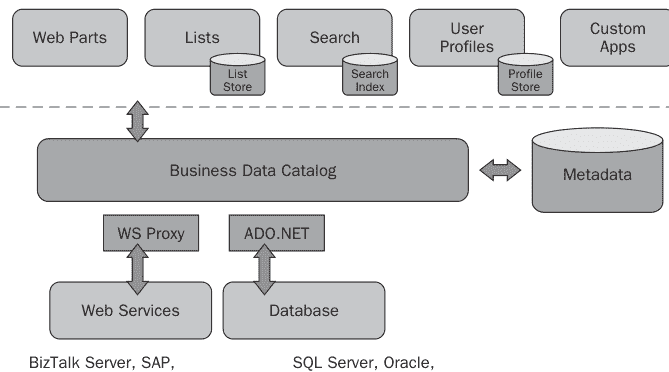 Web Parts
Lists
Search
User
Profiles
Custom
Apps
List
Store
Search
Index
Profile
Store
Business Data Catalog
Metadata
WS Proxy
ADO.NET
Web Services
Database
BizTalk Server, SAP,
SQL Server, Oracle,